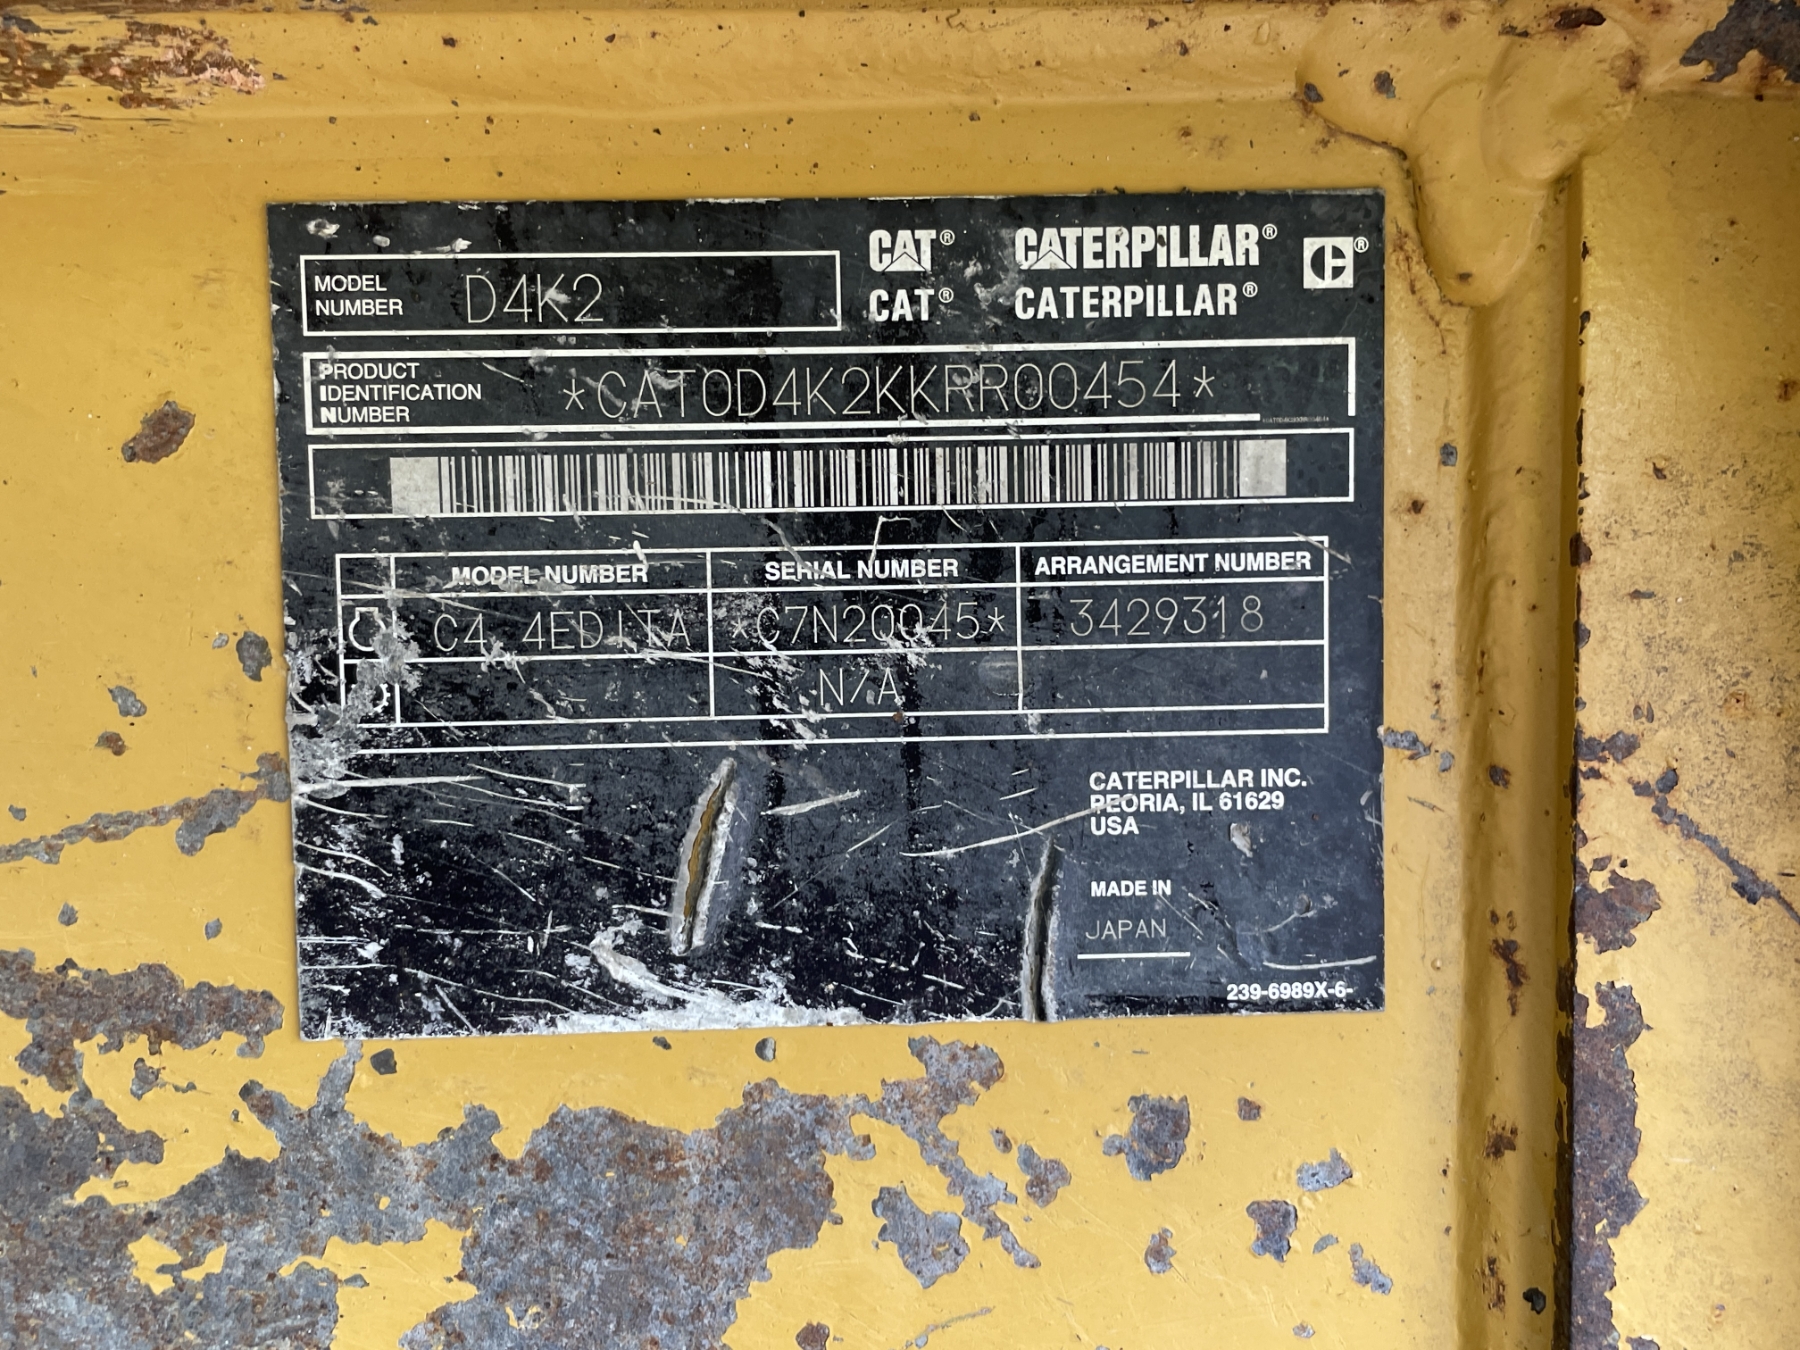 MODEL NUMBER D4K2
CAT® CATERPILLAR® ®
CAT® CATERPILLAR®
PRODUCT IDENTIFICATION NUMBER *CAT0D4K2KKRR00454*
MODEL NUMBER SERIAL NUMBER ARRANGEMENT NUMBER
C4.4EDITA *C7N20045* 3429318
N/A
CATERPILLAR INC.
PEORIA, IL 61629
USA
MADE IN
JAPAN
239-6989X-6-